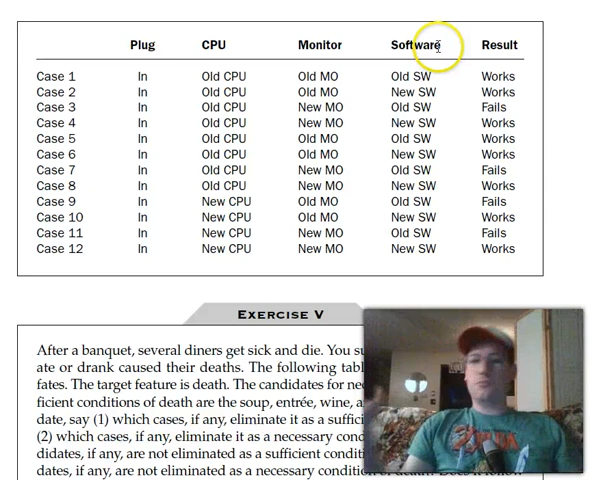 Plug CPU Monitor Software Result
Case 1 In Old CPU Old MO Old SW Works
Case 2 In Old CPU Old MO New SW Works
Case 3 In Old CPU New MO Old SW Fails
Case 4 In Old CPU New MO New SW Works
Case 5 In Old CPU Old MO Old SW Works
Case 6 In Old CPU Old MO New SW Works
Case 7 In Old CPU New MO Old SW Fails
Case 8 In Old CPU New MO New SW Works
Case 9 In New CPU Old MO Old SW Fails
Case 10 In New CPU Old MO New SW Works
Case 11 In New CPU New MO Old SW Fails
Case 12 In New CPU New MO New SW Works
EXERCISE V
After a banquet, several diners get sick and die. You
ate or drank caused their deaths. The following
fates. The target feature is death. The candidates for
ficient conditions of death are the soup, entrée, wine,
date, say (1) which cases, if any, eliminate it as a
(2) which cases, if any, eliminate it as a necessary
didates, if any, are not eliminated as a sufficient
dates, if any, are not eliminated as a necessary condition
ZELDA